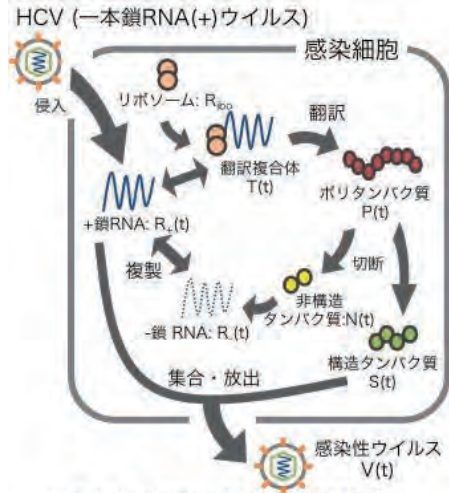 HCV (一本鎖RNA(+)ウイルス)
感染細胞
侵入
リボソーム: Rribo
翻訳
翻訳複合体
T(t)
ポリタンパク質
P(t)
+鎖RNA: R+(t)
切断
複製
非構造
タンパク質:N(t)
-鎖 RNA: R-(t)
構造タンパク質
S(t)
集合・放出
感染性ウイルス
V(t)